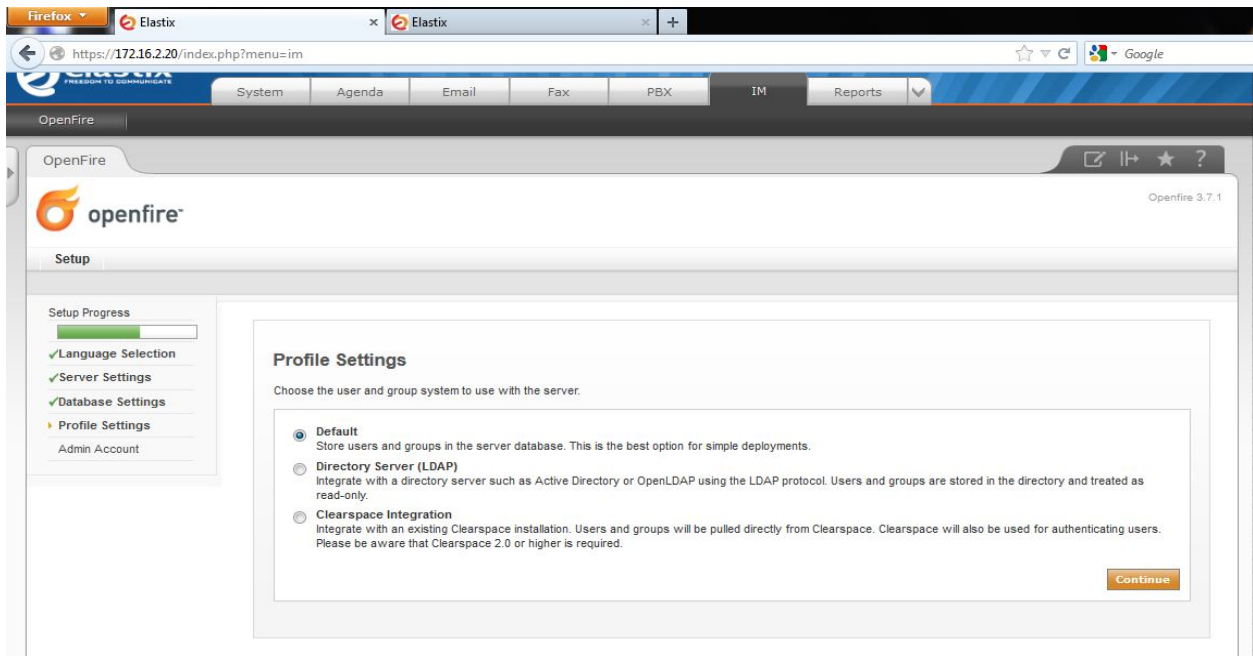 Firefox
Elastix
Elastix
https://172.16.2.20/index.php?menu=im
Google
elastix
FREEDOM TO COMMUNICATE
System Agenda Email Fax PBX IM Reports
OpenFire
OpenFire
openfire™
Openfire 3.7.1
Setup
Setup Progress
Language Selection
Server Settings
Database Settings
Profile Settings
Admin Account
Profile Settings
Choose the user and group system to use with the server.
Default
Store users and groups in the server database. This is the best option for simple deployments.
Directory Server (LDAP)
Integrate with a directory server such as Active Directory or OpenLDAP using the LDAP protocol. Users and groups are stored in the directory and treated as
read-only.
Clearspace Integration
Integrate with an existing Clearspace installation. Users and groups will be pulled directly from Clearspace. Clearspace will also be used for authenticating users.
Please be aware that Clearspace 2.0 or higher is required.
Continue